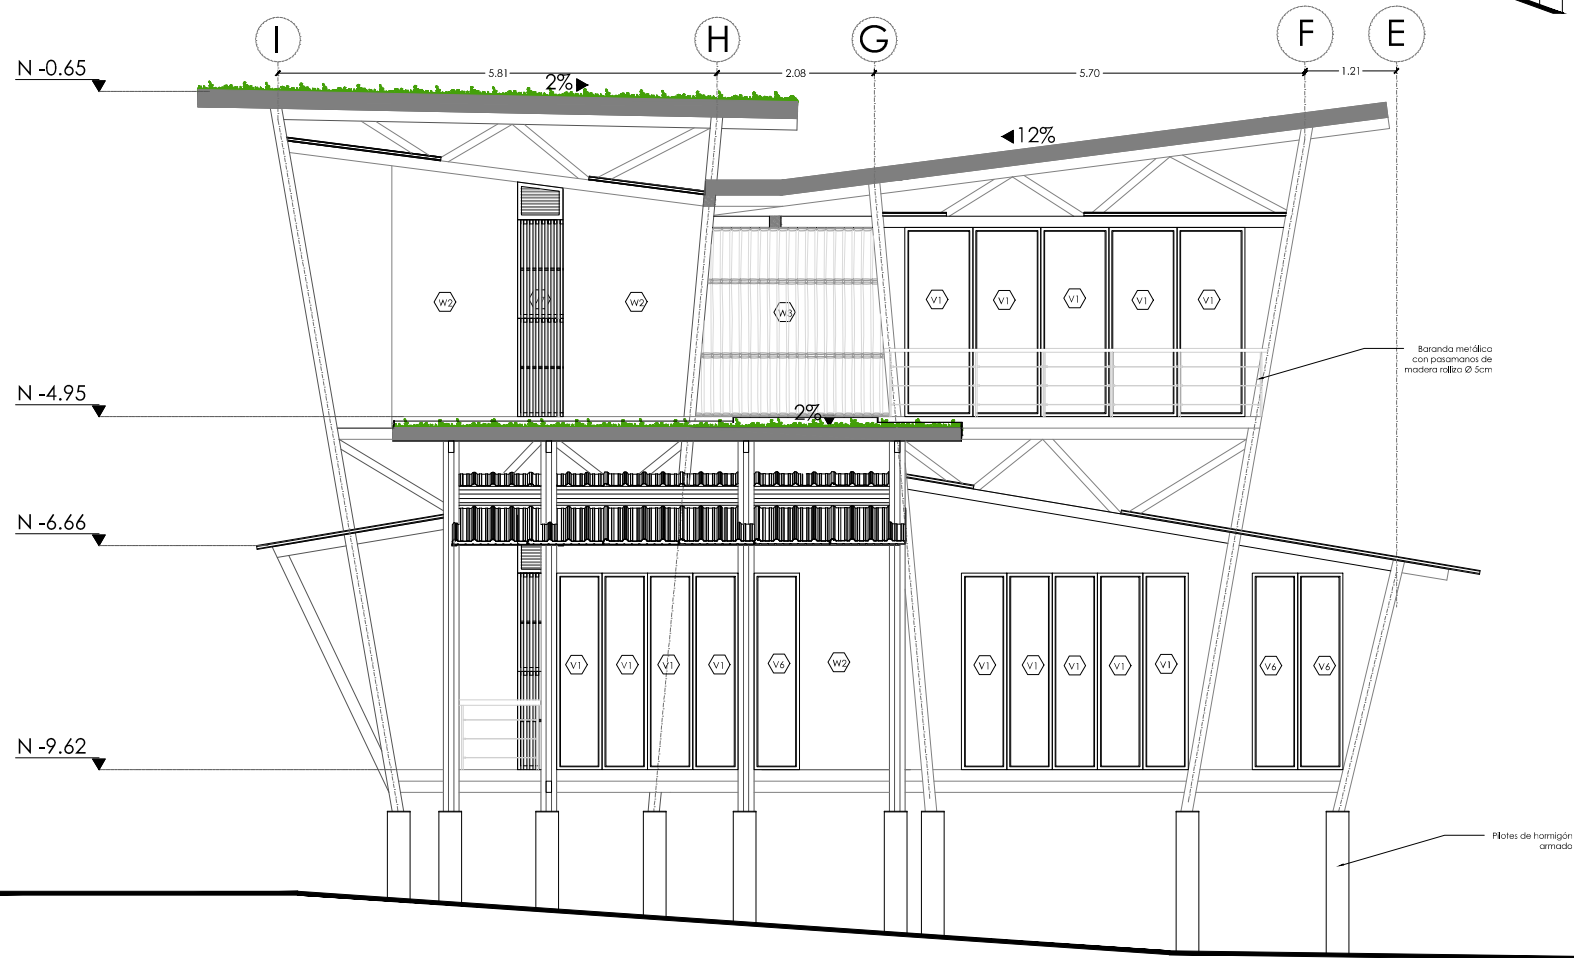 I
H
G
F
E
N -0.65
5.81
2.08
5.70
1.21
2%
12%
W2
W2
W3
V1
V1
V1
V1
V1
Baranda metálica
con pasamanos de
madera rolliza Ø 5cm
N -4.95
2%
N -6.66
V1
V1
V1
V1
V6
W2
V1
V1
V1
V1
V1
V6
V6
N -9.62
Pilotes de hormigón
armado